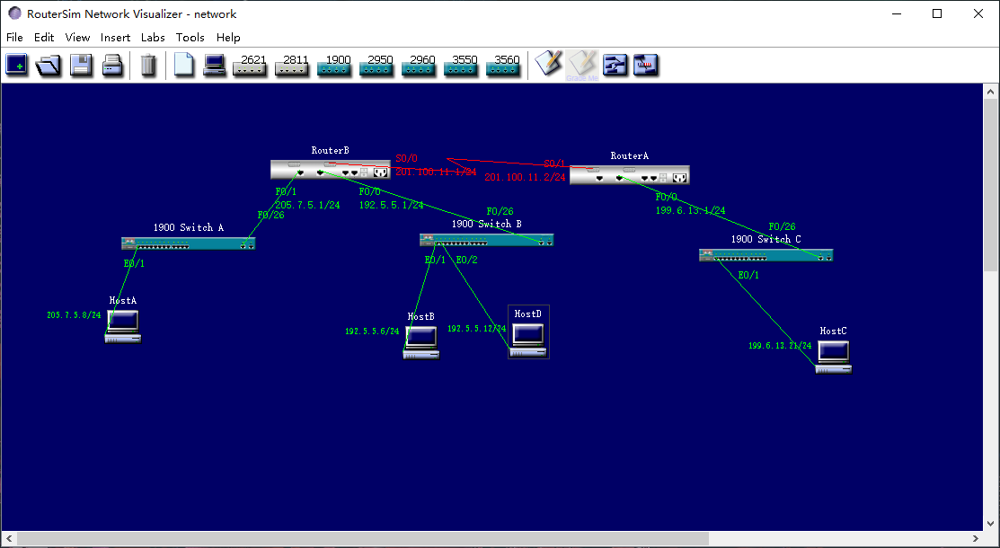 RouterSim Network Visualizer - network
File Edit View Insert Labs Tools Help
2621 2811 1900 2950 2960 3550 3560
Grade Me
RouterB
S0/0
201.100.11.1/24
RouterA
S0/1
201.100.11.2/24
F0/1
205.7.5.1/24
F0/26
F0/0
192.5.5.1/24
F0/26
F0/0
199.6.13.1/24
F0/26
1900 Switch A
1900 Switch B
1900 Switch C
E0/1
E0/1 E0/2
E0/1
HostA
205.7.5.8/24
HostB
192.5.5.6/24
HostD
192.5.5.12/24
HostC
199.6.13.21/24